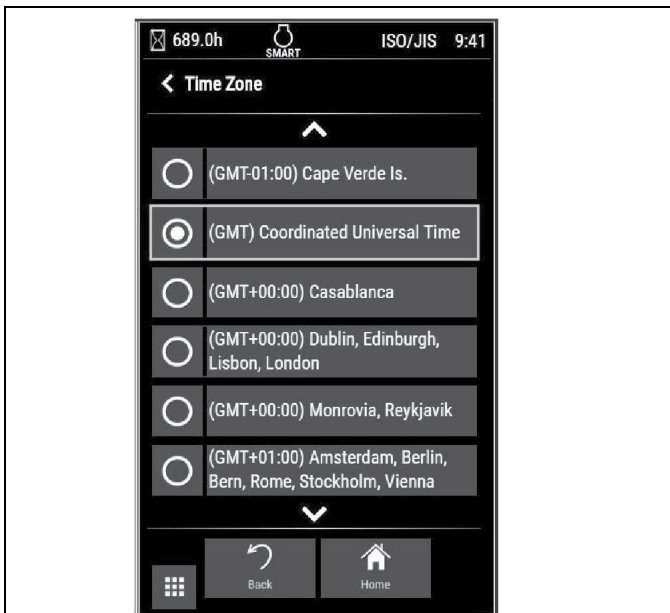 689.0h SMART ISO/JIS 9:41
Time Zone
(GMT-01:00) Cape Verde Is.
(GMT) Coordinated Universal Time
(GMT+00:00) Casablanca
(GMT+00:00) Dublin, Edinburgh,
Lisbon, London
(GMT+00:00) Monrovia, Reykjavik
(GMT+01:00) Amsterdam, Berlin,
Bern, Rome, Stockholm, Vienna
Back Home